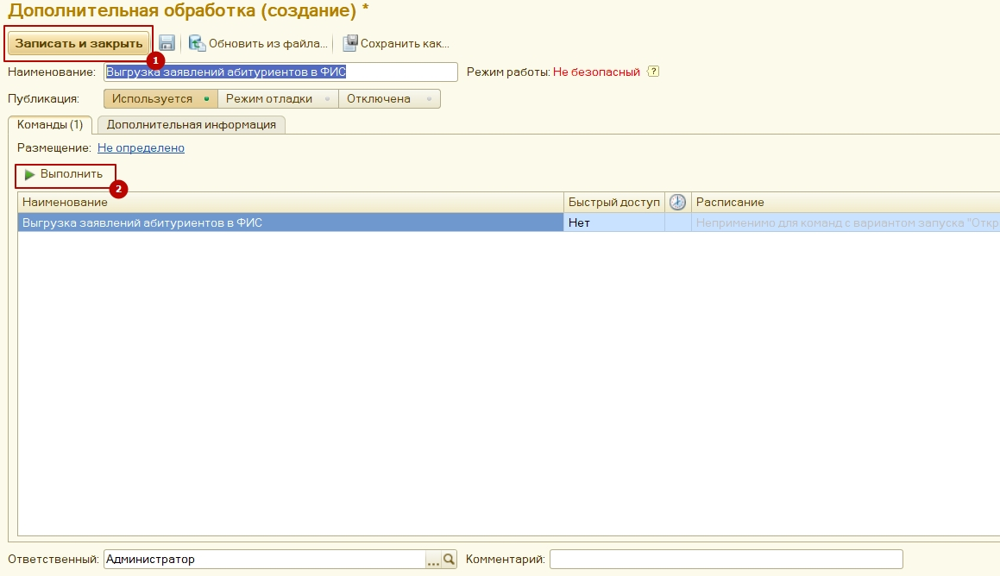 Дополнительная обработка (создание) *
Записать и закрыть Обновить из файла... Сохранить как...
1
Наименование: Выгрузка заявлений абитуриентов в ФИС Режим работы: Не безопасный ?
Публикация: Используется Режим отладки Отключена
Команды (1) Дополнительная информация
Размещение: Не определено
Выполнить
2
Наименование Быстрый доступ Расписание
Выгрузка заявлений абитуриентов в ФИС Нет Неприменимо для команд с вариантом запуска "Откр
Ответственный: Администратор ... Комментарий: